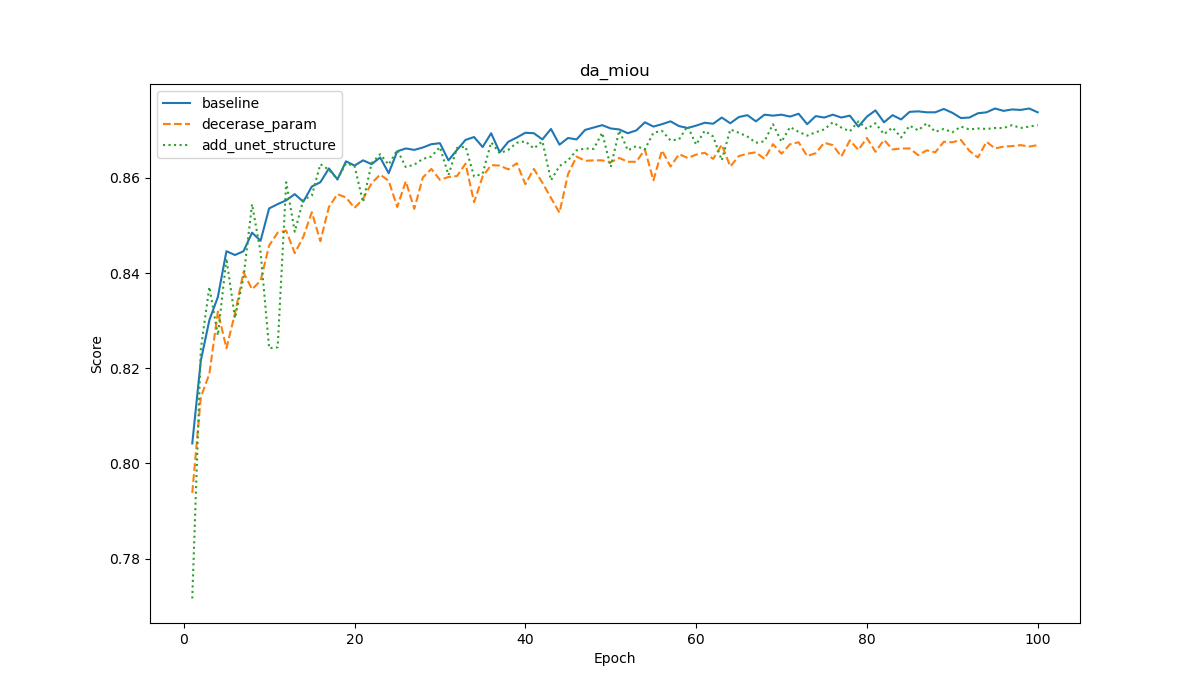 da_miou
baseline
decerase_param
add_unet_structure
0.86
0.84
0.82
0.80
0.78
Score
0 20 40 60 80 100
Epoch